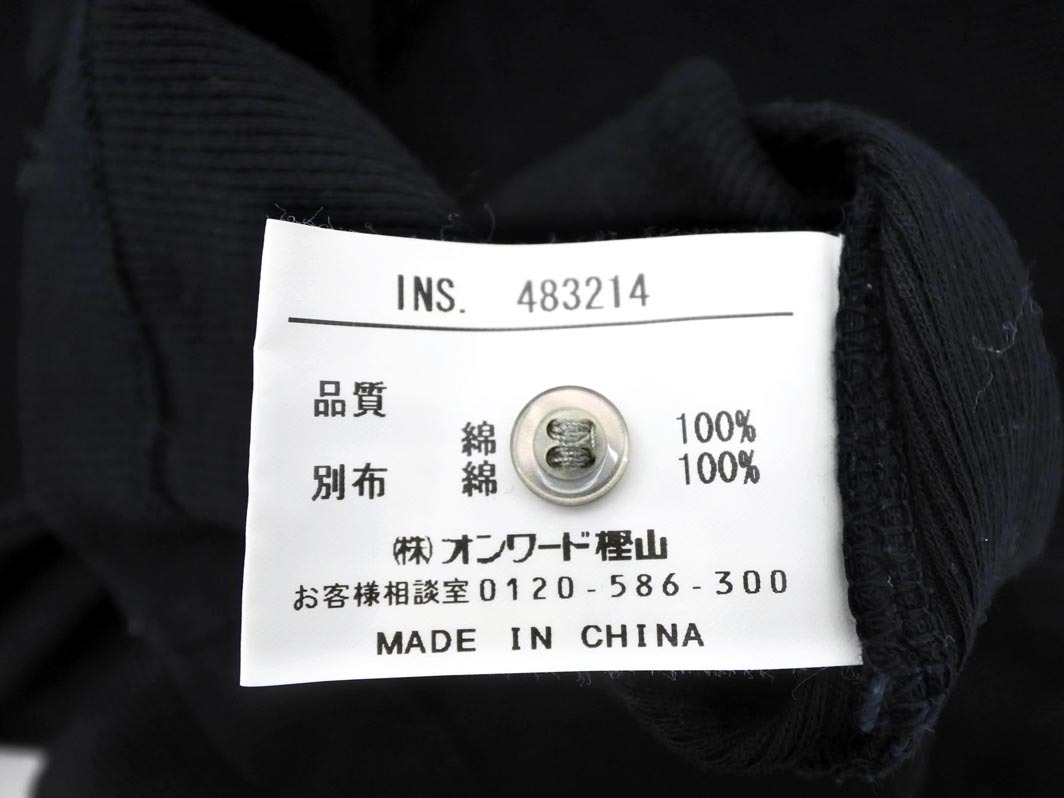 INS. 483214
品質
綿 100%
別布 綿 100%
㈱オンワード樫山
お客様相談室0120-586-300
MADE IN CHINA